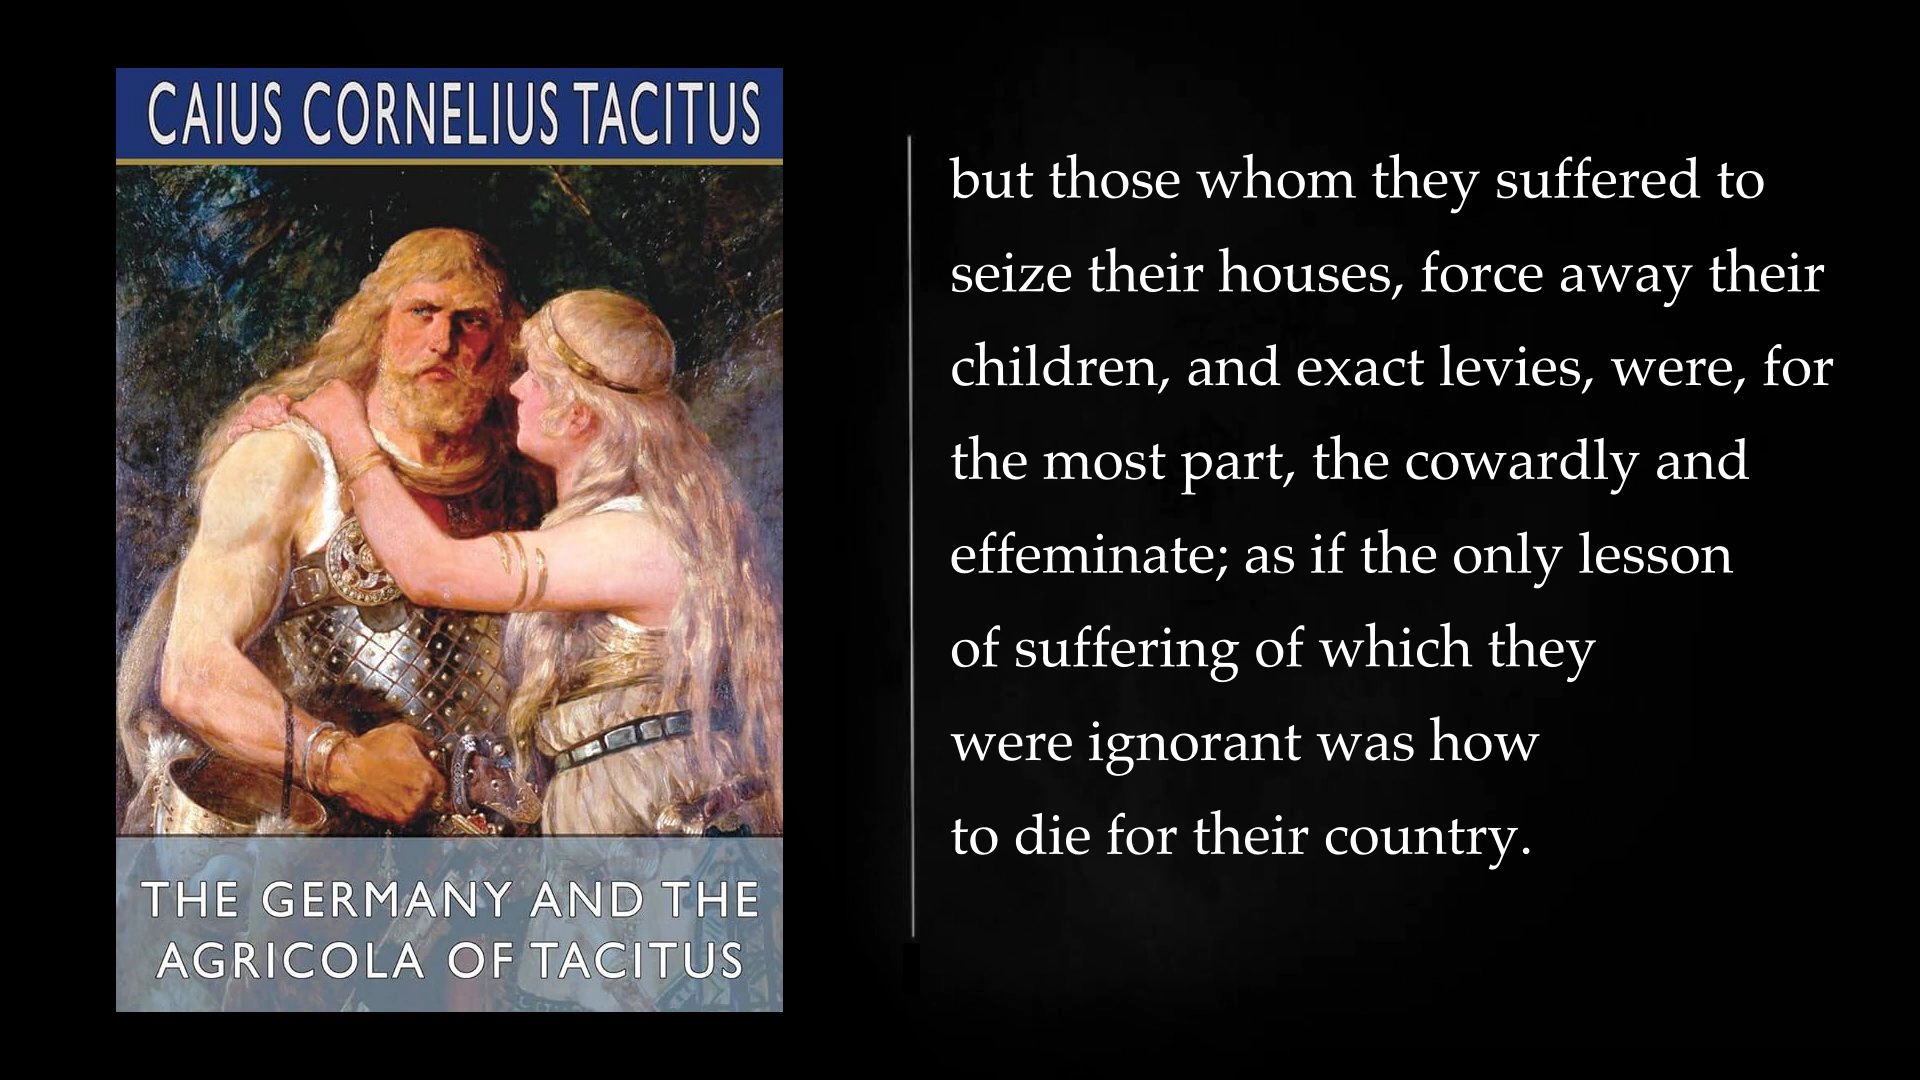 CAIUS CORNELIUS TACITUS
THE GERMANY AND THE
AGRICOLA OF TACITUS
but those whom they suffered to
seize their houses, force away their
children, and exact levies, were, for
the most part, the cowardly and
effeminate; as if the only lesson
of suffering of which they
were ignorant was how
to die for their country.